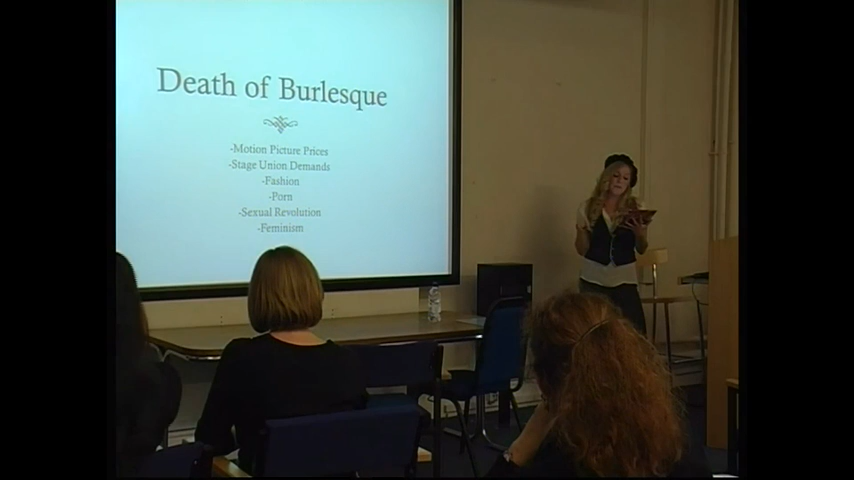 Death of Burlesque
-Motion Picture Prices
-Stage Union Demands
-Fashion
-Porn
-Sexual Revolution
-Feminism